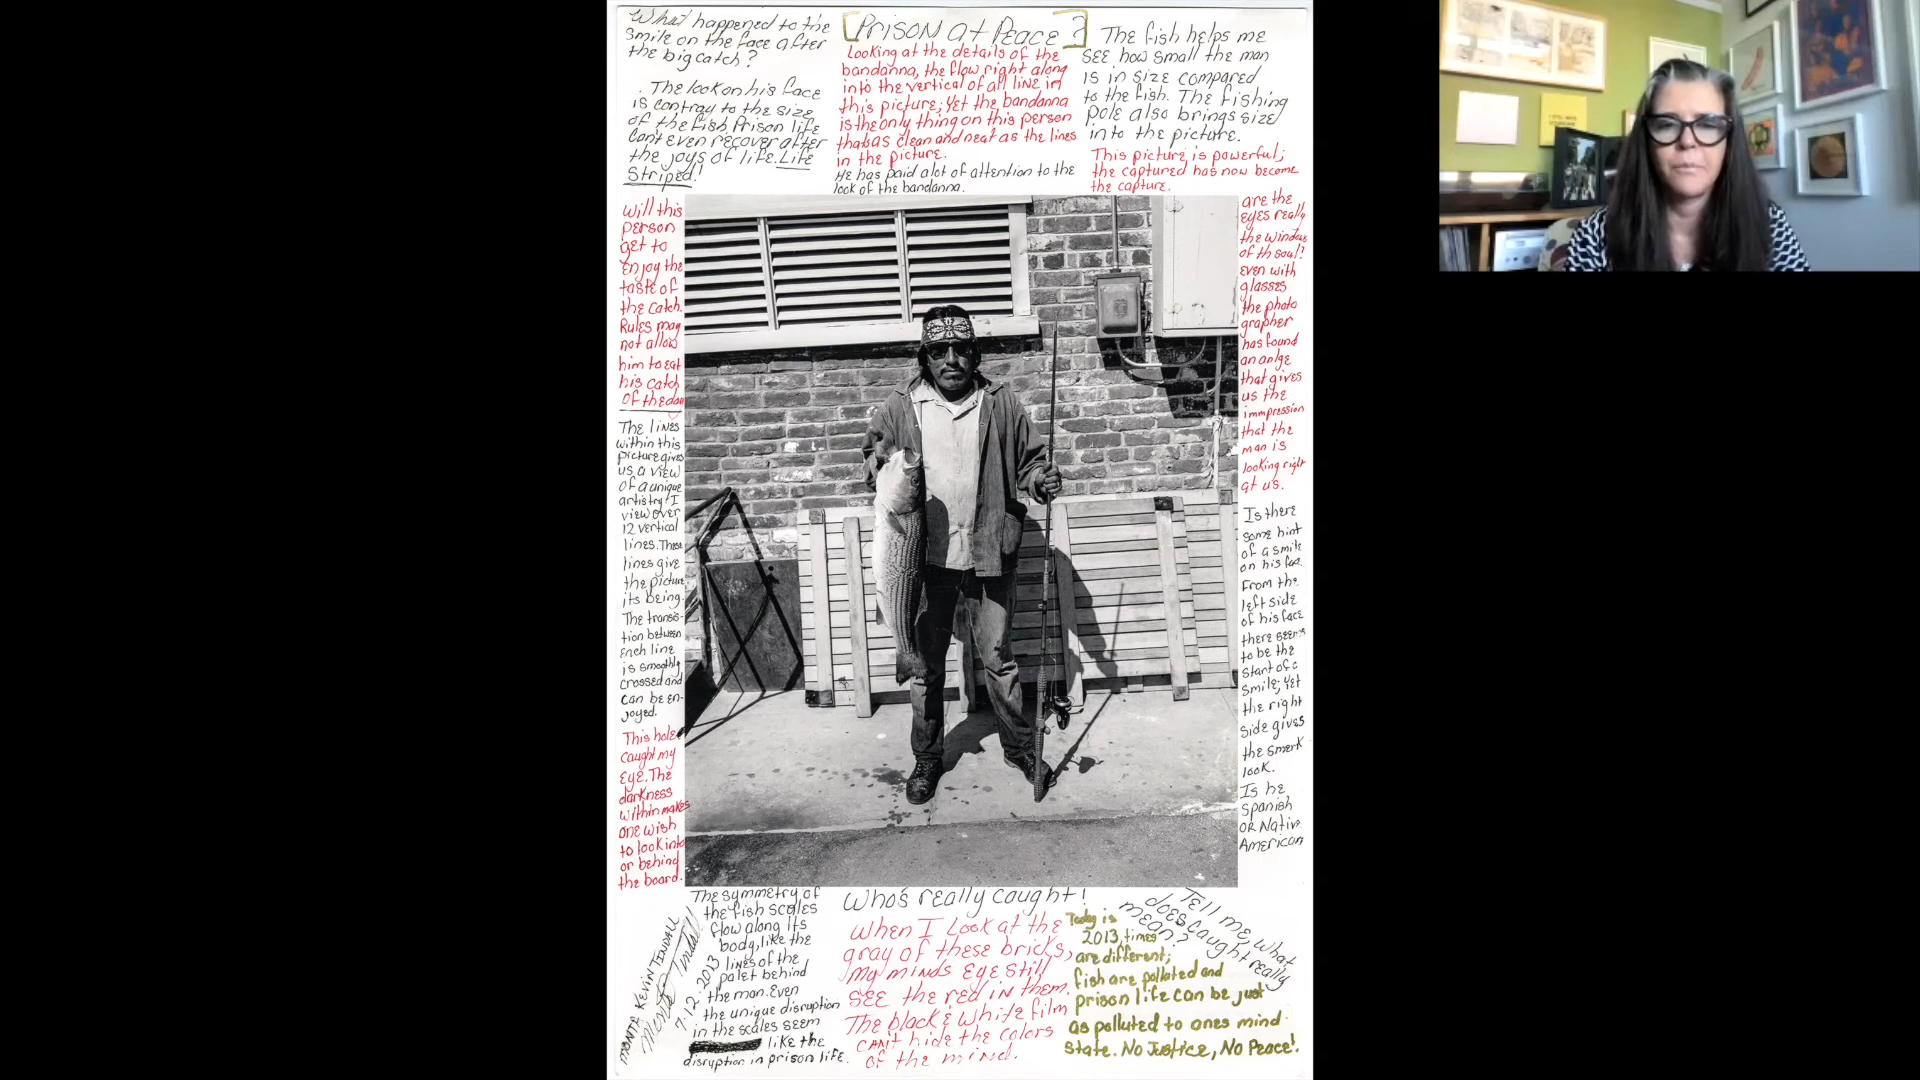 What happened to the
smile on the face after
the big catch?
. The look on his face
is contray to the size
of the fish. Prison life
can't even recover after
the joys of life. Life
Striped!
[Prison at Peace?]
Looking at the details of the
bandanna, the flow right along
into the vertical of all line in
this picture; yet the bandanna
is the only thing on this person
that as clean and neat as the lines
in the picture.
He has paid a lot of attention to the
look of the bandanna.
The fish helps me
see how small the man
is in size compared
to the fish. The fishing
pole also brings size
into the picture.
This picture is powerful;
the captured has now become
the capture.
Will this
person
get to
enjoy the
taste of
the catch.
Rules may
not allow
him to eat
his catch
of the day
The lines
within this
picture gives
us a view
of a unique
artistry! I
view over
12 vertical
lines. These
lines give
the picture
its being.
The transi-
tion between
each line
is smoothly
crossed and
can be en-
joyed.
This hole
caught my
eye. The
darkness
within makes
one wish
to look into
or behind
the board.
are the
eyes really
the windows
of th soul?
even with
glasses
the photo
grapher
has found
an anlge
that gives
us the
immpression
that the
man is
looking right
at us.
Is there
some hint
of a smile
on his face.
From the
left side
of his face
there seems
to be the
start of a
smile; yet
the right
side gives
the smerk
look.
Is he
Spanish
or Native
American
MONTE KEVIN TINDALL
7.12.2013
The symmetry of
the fish scales
flow along its
body, like the
lines of the
palet behind
the man. Even
the unique disruption
in the scales seem
like the
disruption in prison life.
Who's really caught!
When I look at the
gray of these bricks,
my minds eye still
see the red in them.
The black & white film
can't hide the colors
of the mind.
Tell me, what
does caught really
mean?
Today is
2013, times
are different;
fish are polluted and
prison life can be just
as polluted to ones mind
state. No Justice, No Peace!